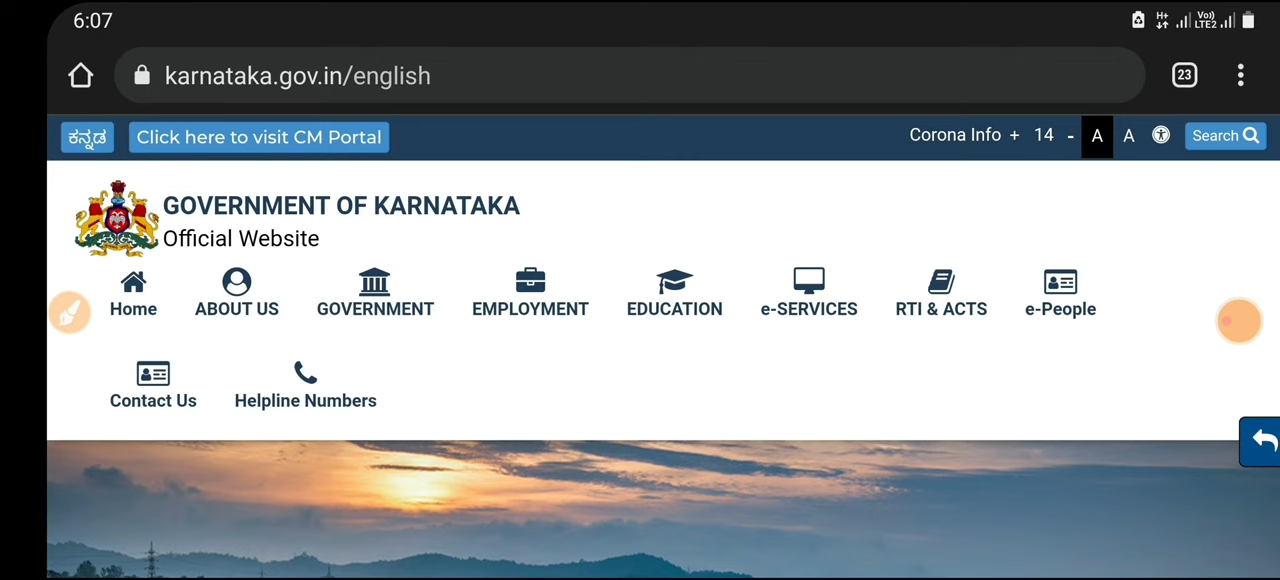 6:07
H+ Vo)) LTE2
karnataka.gov.in/english 23
ಕನ್ನಡ Click here to visit CM Portal Corona Info + 14 - A A Search
GOVERNMENT OF KARNATAKA
Official Website
Home ABOUT US GOVERNMENT EMPLOYMENT EDUCATION e-SERVICES RTI & ACTS e-People
Contact Us Helpline Numbers